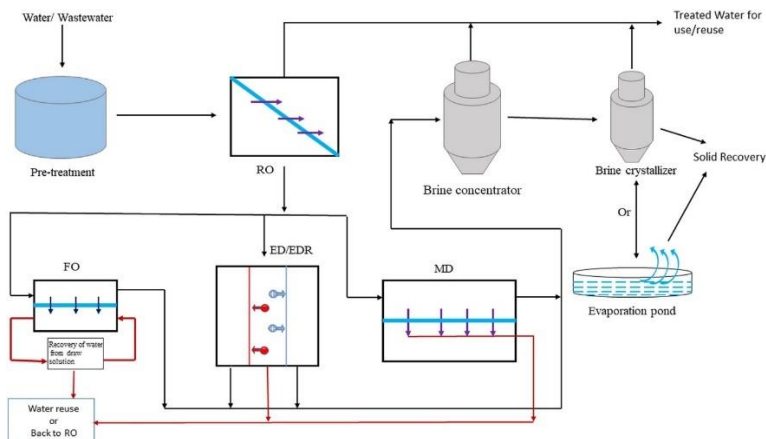 Water/ Wastewater
Treated Water for
use/reuse
Pre-treatment
RO
Brine concentrator
Brine crystallizer
Solid Recovery
Or
Evaporation pond
FO
ED/EDR
MD
Recovery of water
from draw
solution
Water reuse
or
Back to RO